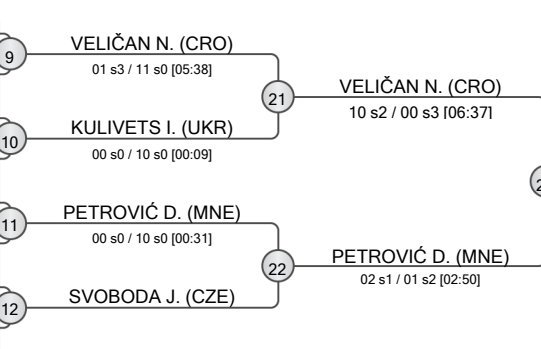 9
VELIČAN N. (CRO)
01 s3 / 11 s0 [05:38]
21
VELIČAN N. (CRO)
10 s2 / 00 s3 [06:37]
10
KULIVETS I. (UKR)
00 s0 / 10 s0 [00:09]
11
PETROVIĆ D. (MNE)
00 s0 / 10 s0 [00:31]
22
PETROVIĆ D. (MNE)
02 s1 / 01 s2 [02:50]
12
SVOBODA J. (CZE)